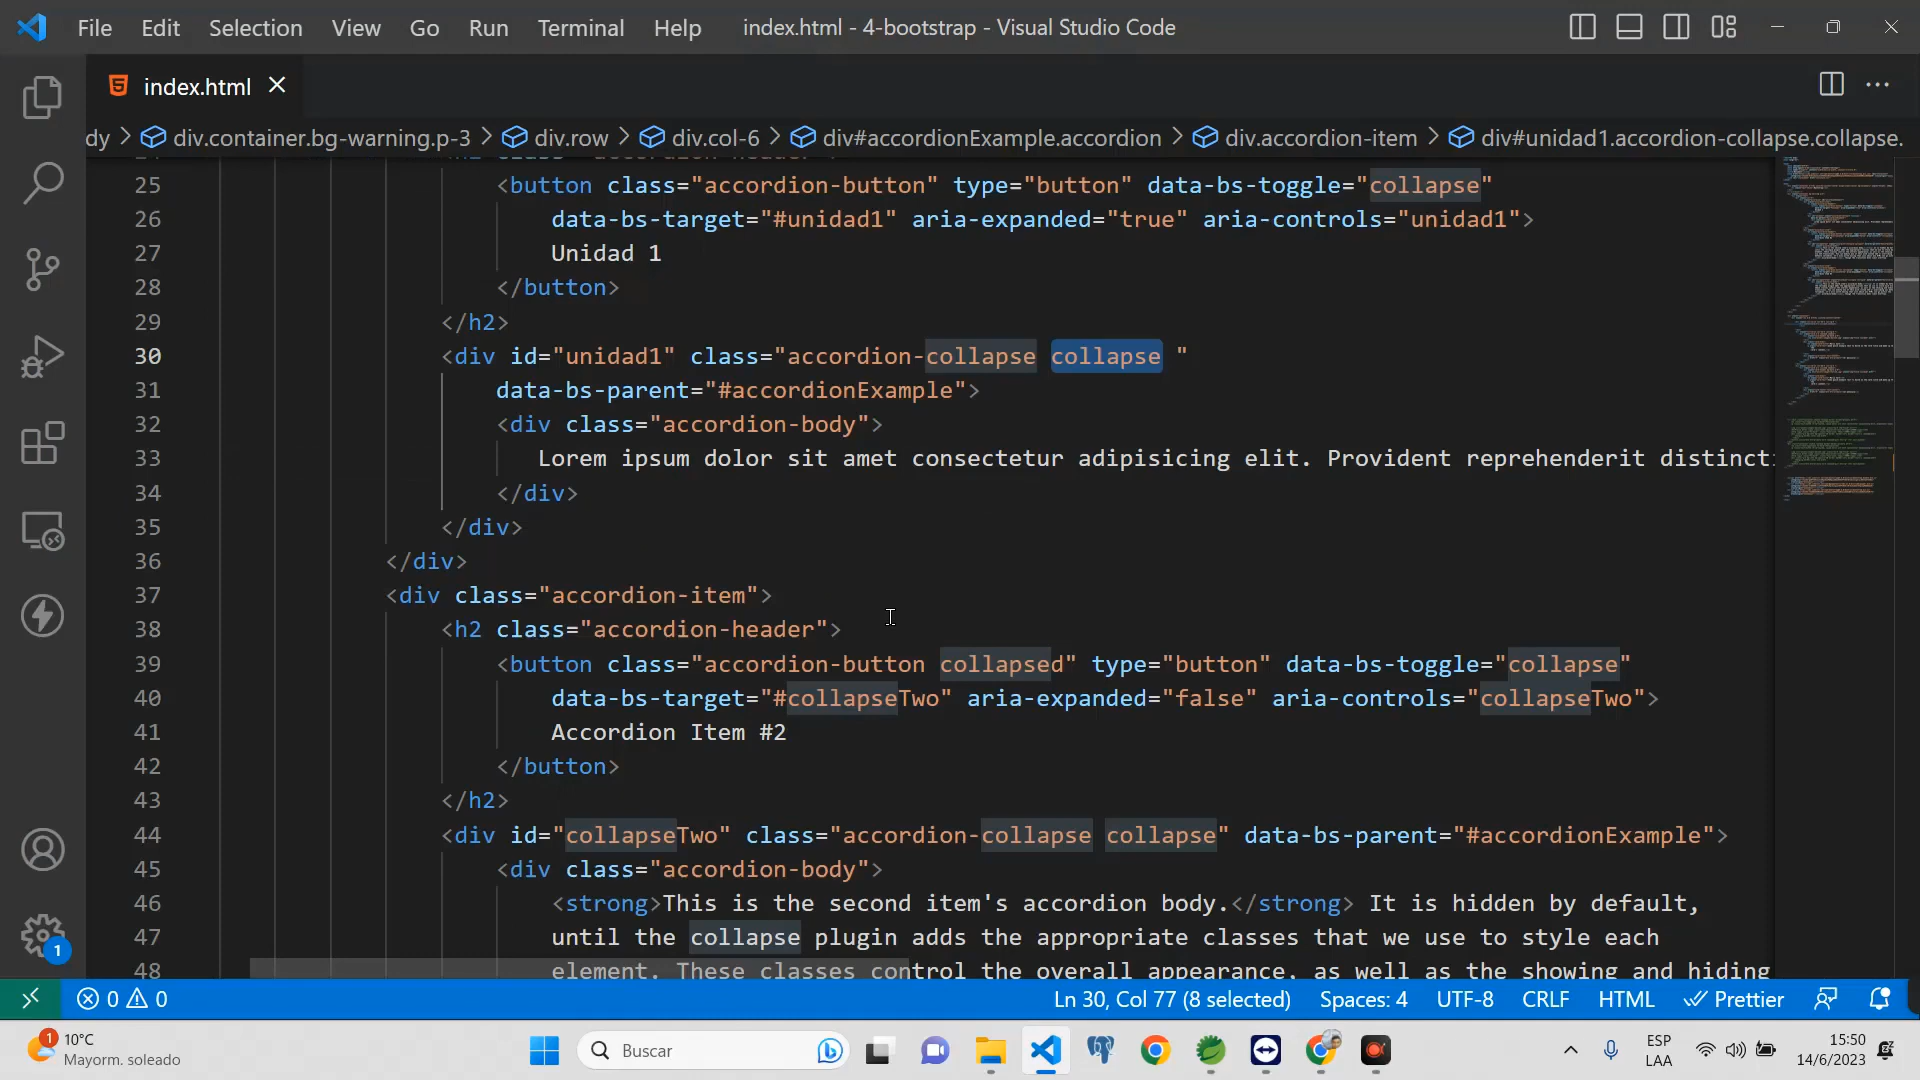 File Edit Selection View Go Run Terminal Help index.html - 4-bootstrap - Visual Studio Code
index.html
dy > div.container.bg-warning.p-3 > div.row > div.col-6 > div#accordionExample.accordion > div.accordion-item > div#unidad1.accordion-collapse.collapse.
25 <button class="accordion-button" type="button" data-bs-toggle="collapse"
26 data-bs-target="#unidad1" aria-expanded="true" aria-controls="unidad1">
27 Unidad 1
28 </button>
29 </h2>
30 <div id="unidad1" class="accordion-collapse collapse "
31 data-bs-parent="#accordionExample">
32 <div class="accordion-body">
33 Lorem ipsum dolor sit amet consectetur adipisicing elit. Provident reprehenderit distincti
34 </div>
35 </div>
36 </div>
37 <div class="accordion-item">
38 <h2 class="accordion-header">
39 <button class="accordion-button collapsed" type="button" data-bs-toggle="collapse"
40 data-bs-target="#collapseTwo" aria-expanded="false" aria-controls="collapseTwo">
41 Accordion Item #2
42 </button>
43 </h2>
44 <div id="collapseTwo" class="accordion-collapse collapse" data-bs-parent="#accordionExample">
45 <div class="accordion-body">
46 <strong>This is the second item's accordion body.</strong> It is hidden by default,
47 until the collapse plugin adds the appropriate classes that we use to style each
48 element. These classes control the overall appearance, as well as the showing and hiding
1
0 0 Ln 30, Col 77 (8 selected) Spaces: 4 UTF-8 CRLF HTML Prettier
1 10°C
Mayorm. soleado
Buscar
ESP
LAA
15:50
14/6/2023